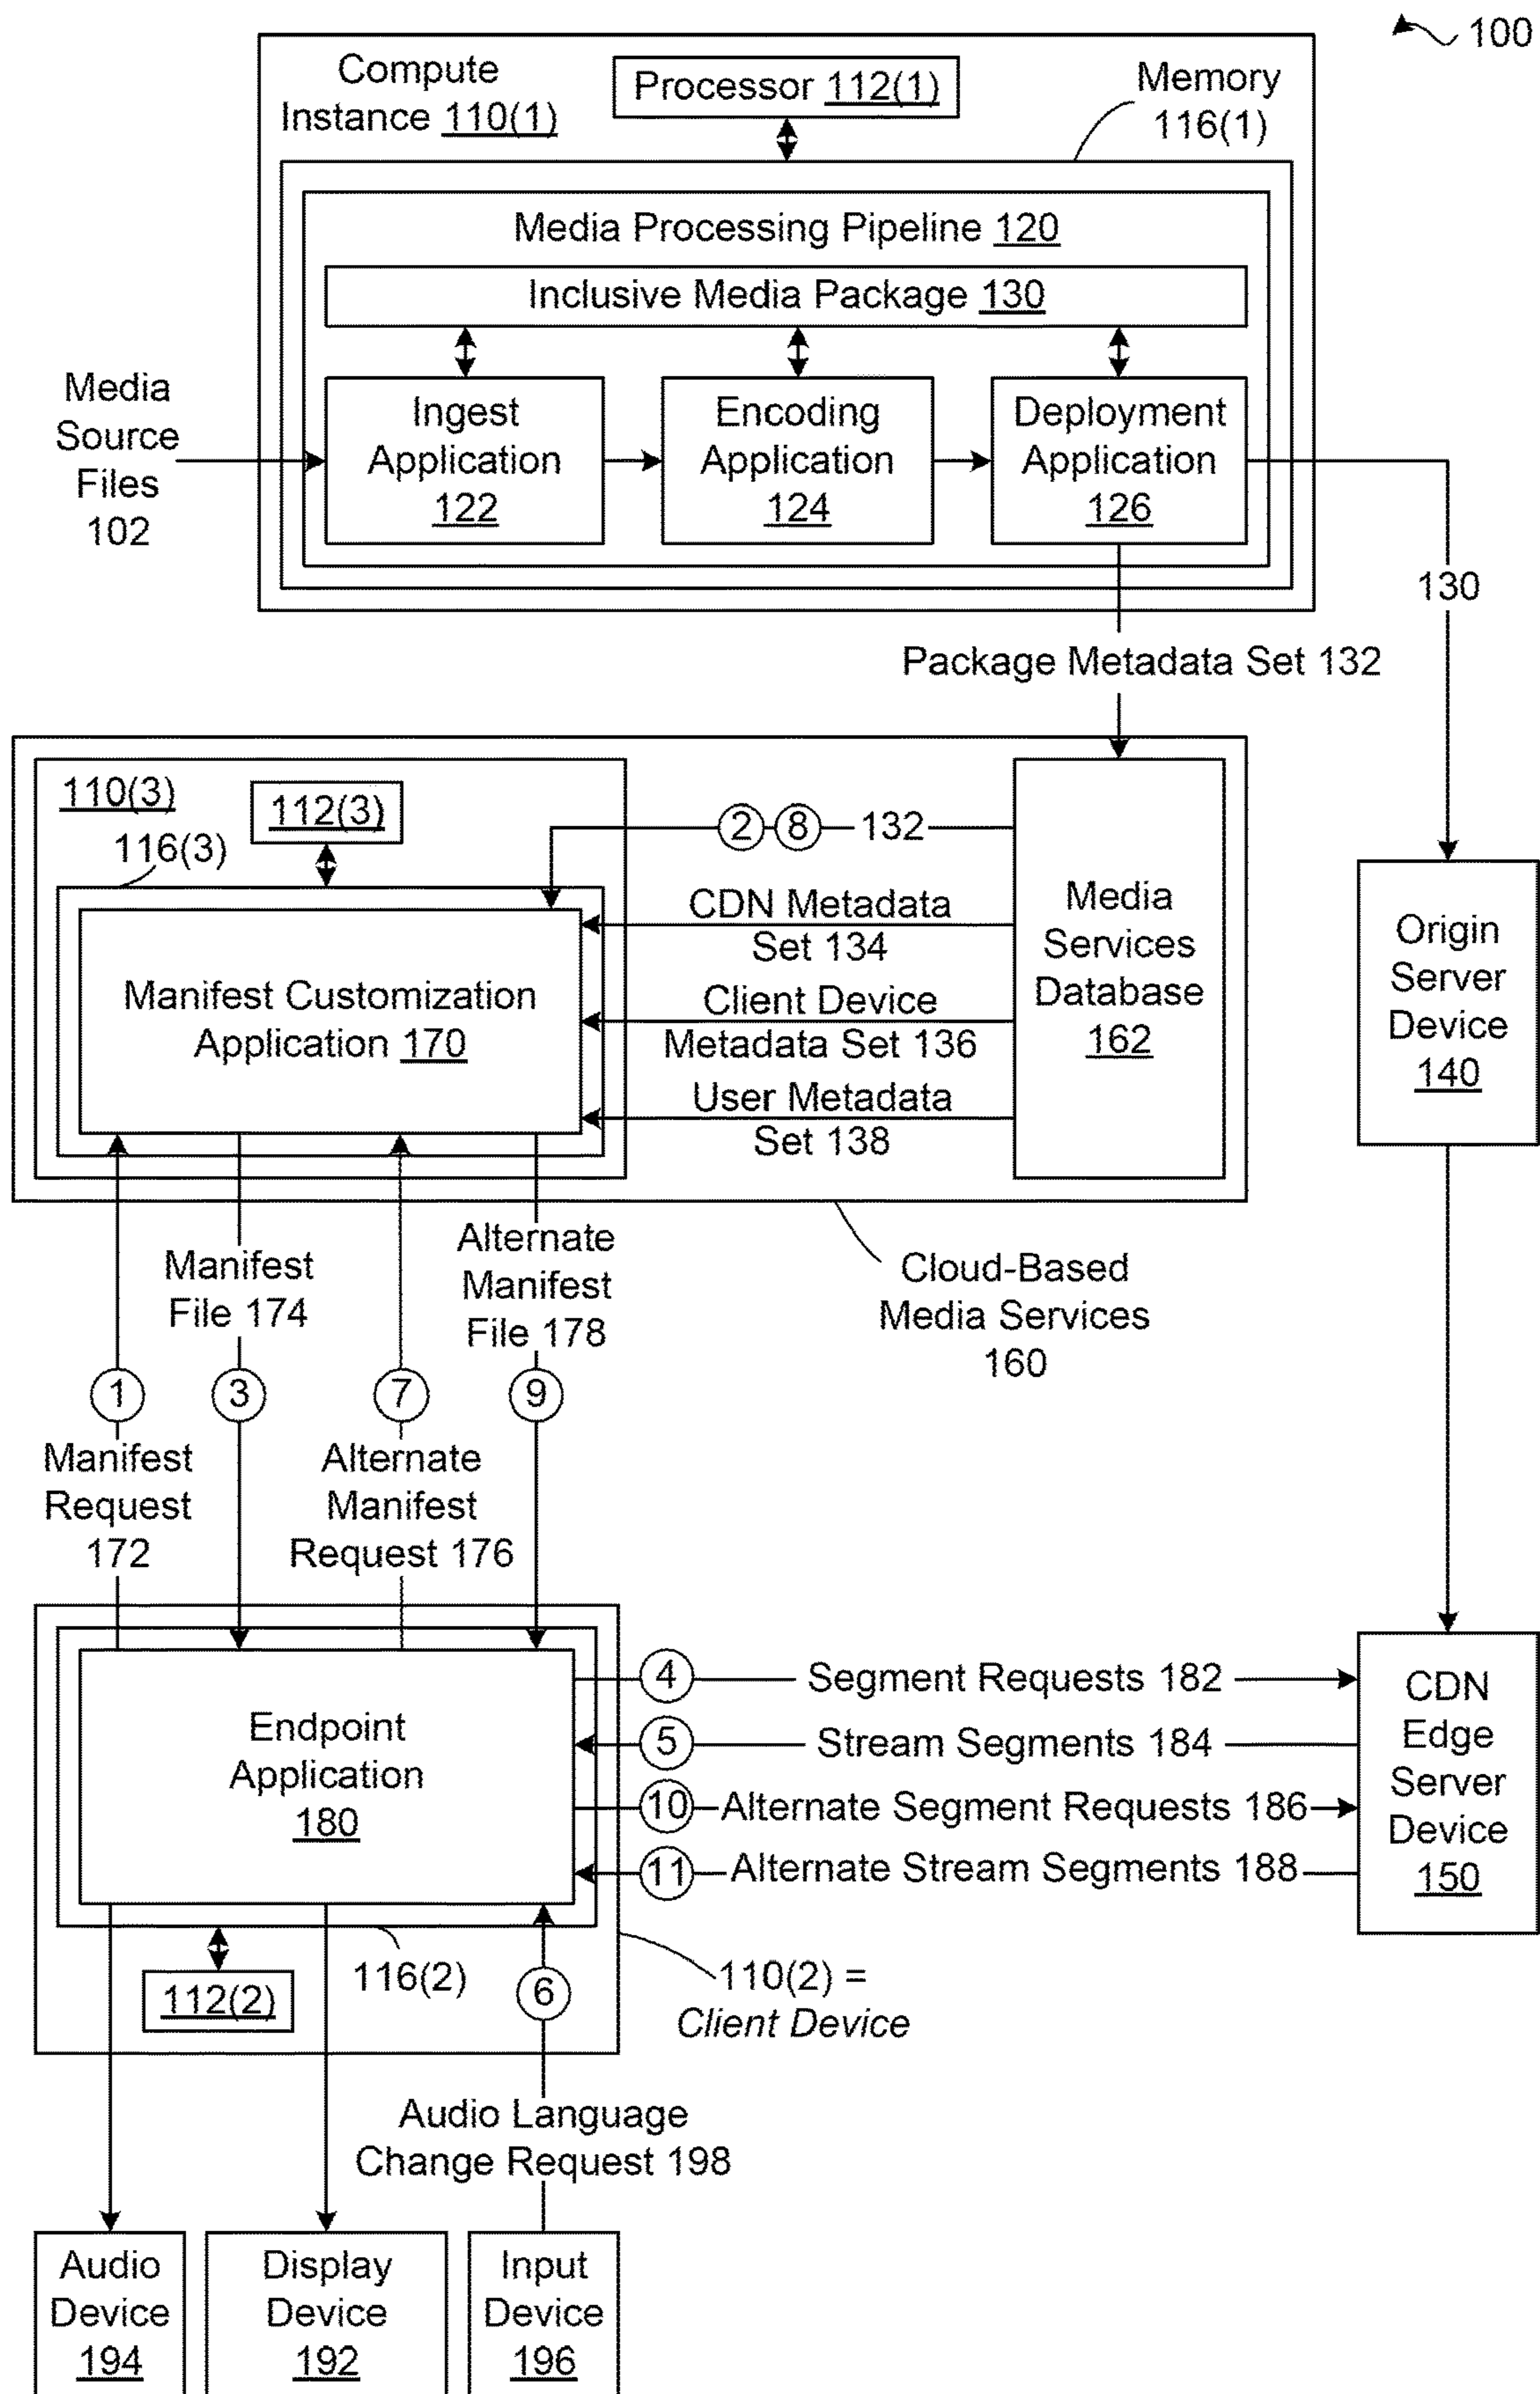 100
Compute
Instance 110(1)
Processor 112(1)
Memory
116(1)
Media Processing Pipeline 120
Inclusive Media Package 130
Media
Source
Files
102
Ingest
Application
122
Encoding
Application
124
Deployment
Application
126
130
Package Metadata Set 132
110(3)
112(3)
116(3)
2 8 132
CDN Metadata
Set 134
Client Device
Metadata Set 136
User Metadata
Set 138
Manifest Customization
Application 170
Media
Services
Database
162
Origin
Server
Device
140
Manifest
File 174
Alternate
Manifest
File 178
Cloud-Based
Media Services
160
1
3
7
9
Manifest
Request
172
Alternate
Manifest
Request 176
Endpoint
Application
180
4 Segment Requests 182
5 Stream Segments 184
10 Alternate Segment Requests 186
11 Alternate Stream Segments 188
CDN
Edge
Server
Device
150
112(2)
116(2)
6
110(2) =
Client Device
Audio Language
Change Request 198
Audio
Device
194
Display
Device
192
Input
Device
196